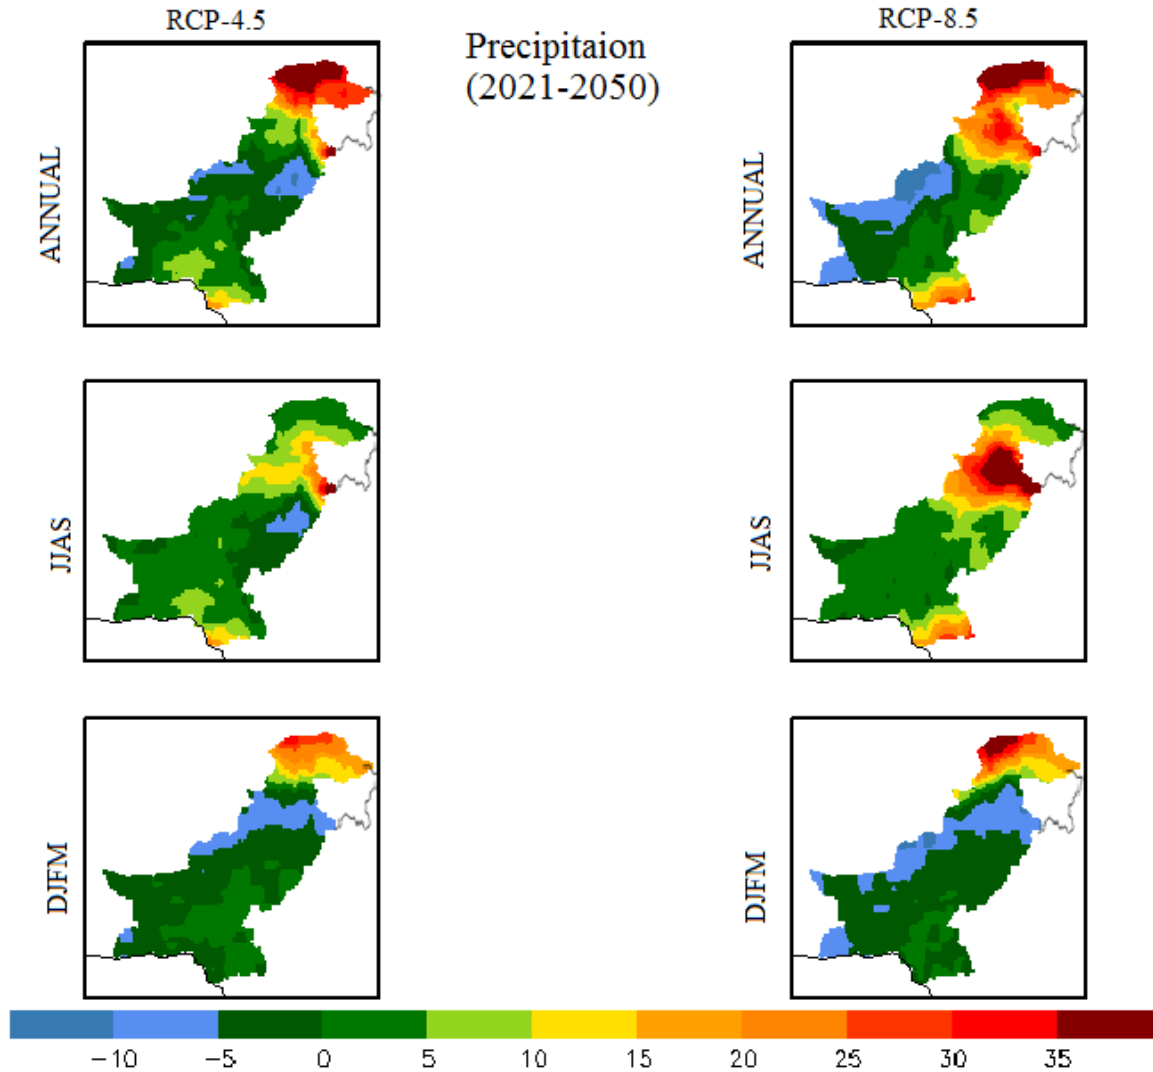 RCP-4.5
Precipitaion
(2021-2050)
RCP-8.5
ANNUAL
ANNUAL
JJAS
JJAS
DJFM
DJFM
−10 −5 0 5 10 15 20 25 30 35